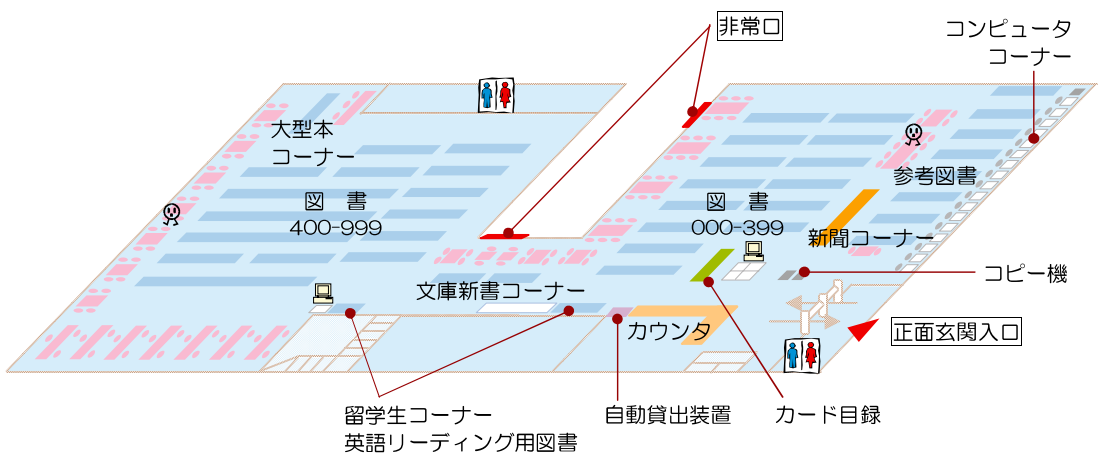 非常口
コンピュータ
コーナー
大型本
コーナー
参考図書
図 書
400-999
図 書
000-399
新聞コーナー
コピー機
文庫新書コーナー
カウンタ
正面玄関入口
留学生コーナー
英語リーディング用図書
自動貸出装置
カード目録